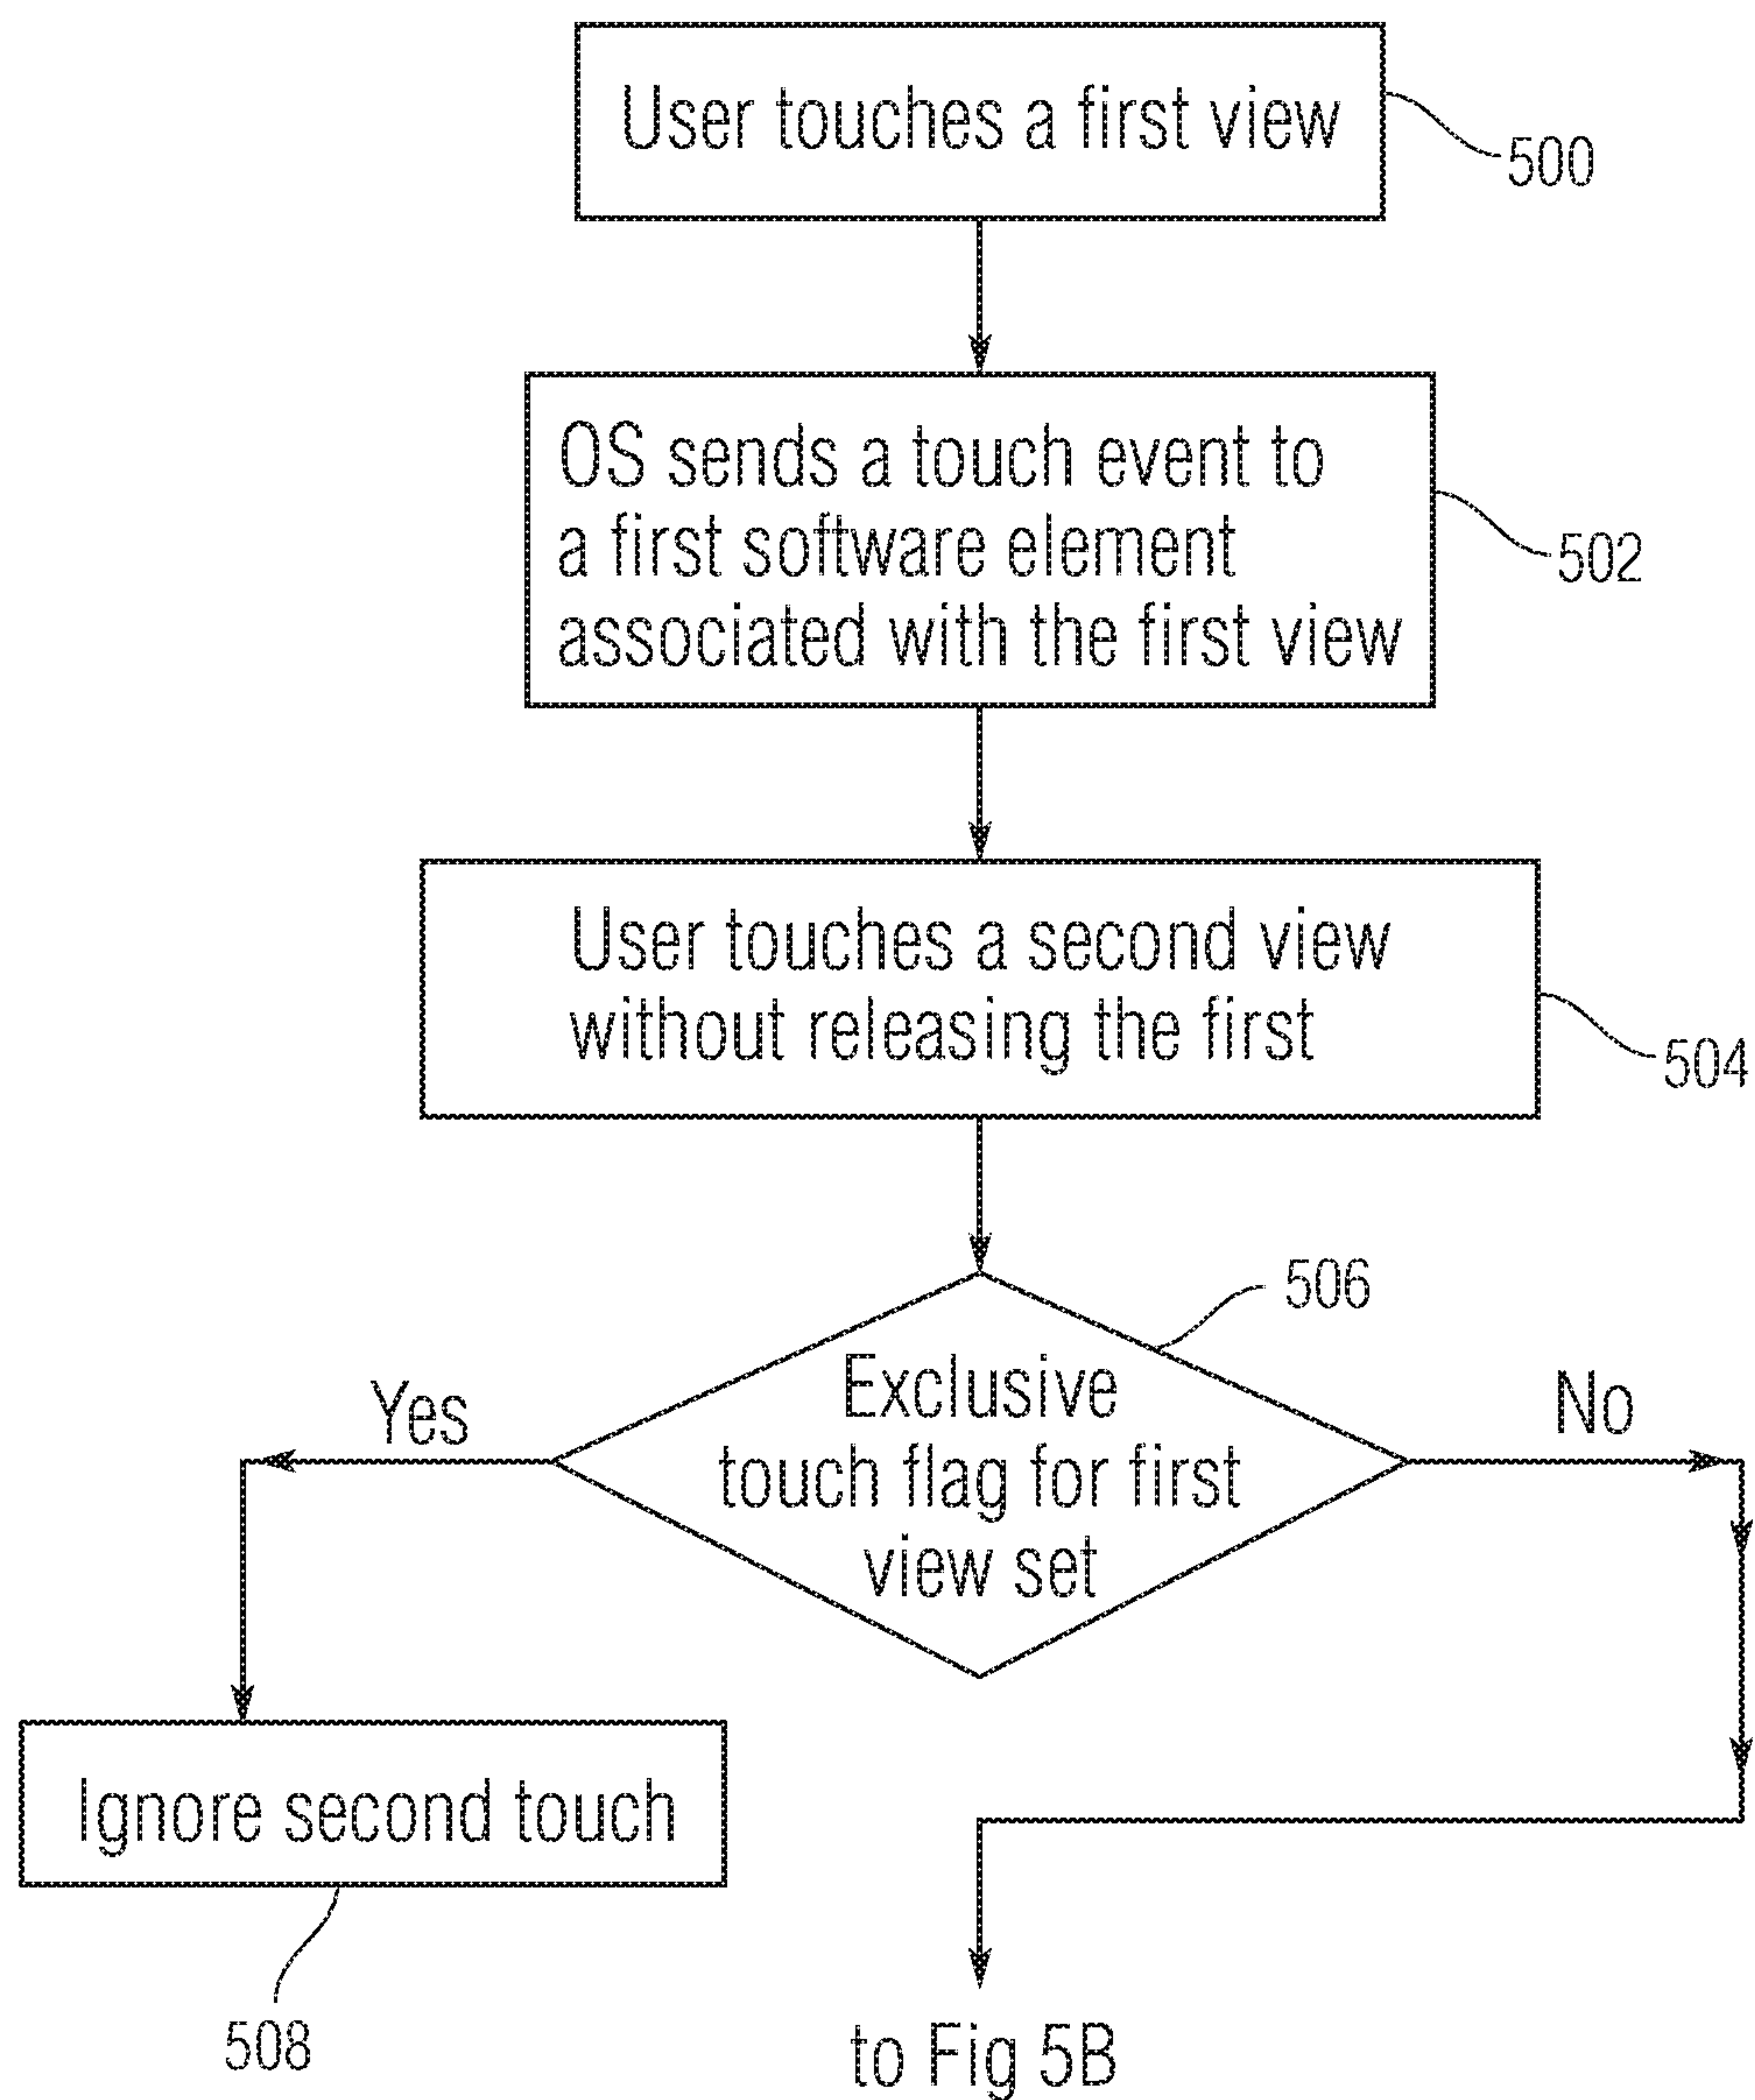 User touches a first view
500
OS sends a touch event to
a first software element
associated with the first view
502
User touches a second view
without releasing the first
504
506
Exclusive
touch flag for first
view set
Yes
No
Ignore second touch
508
to Fig 5B